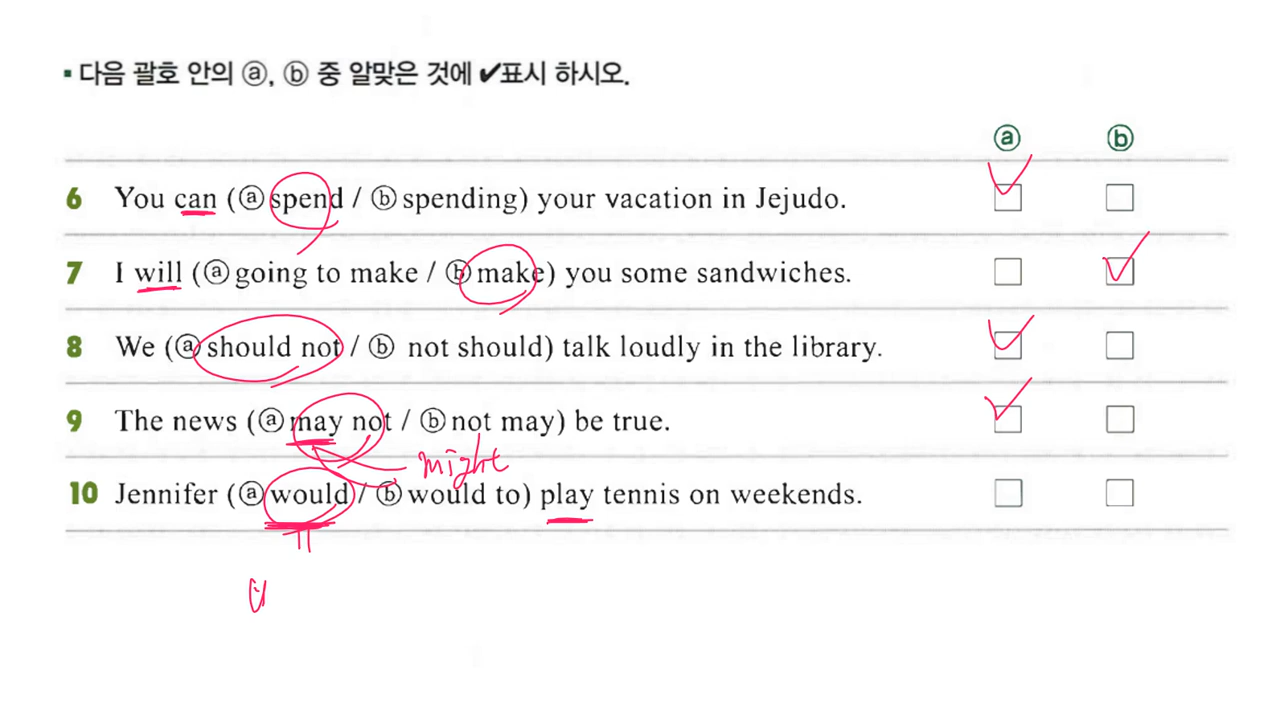 ▪ 다음 괄호 안의 ⓐ, ⓑ 중 알맞은 것에 ✔표시 하시오.
ⓐ ⓑ
6 You can (ⓐ spend / ⓑ spending) your vacation in Jejudo.
7 I will (ⓐ going to make / ⓑ make) you some sandwiches.
8 We (ⓐ should not / ⓑ not should) talk loudly in the library.
9 The news (ⓐ may not / ⓑ not may) be true.
might
10 Jennifer (ⓐ would / ⓑ would to) play tennis on weekends.